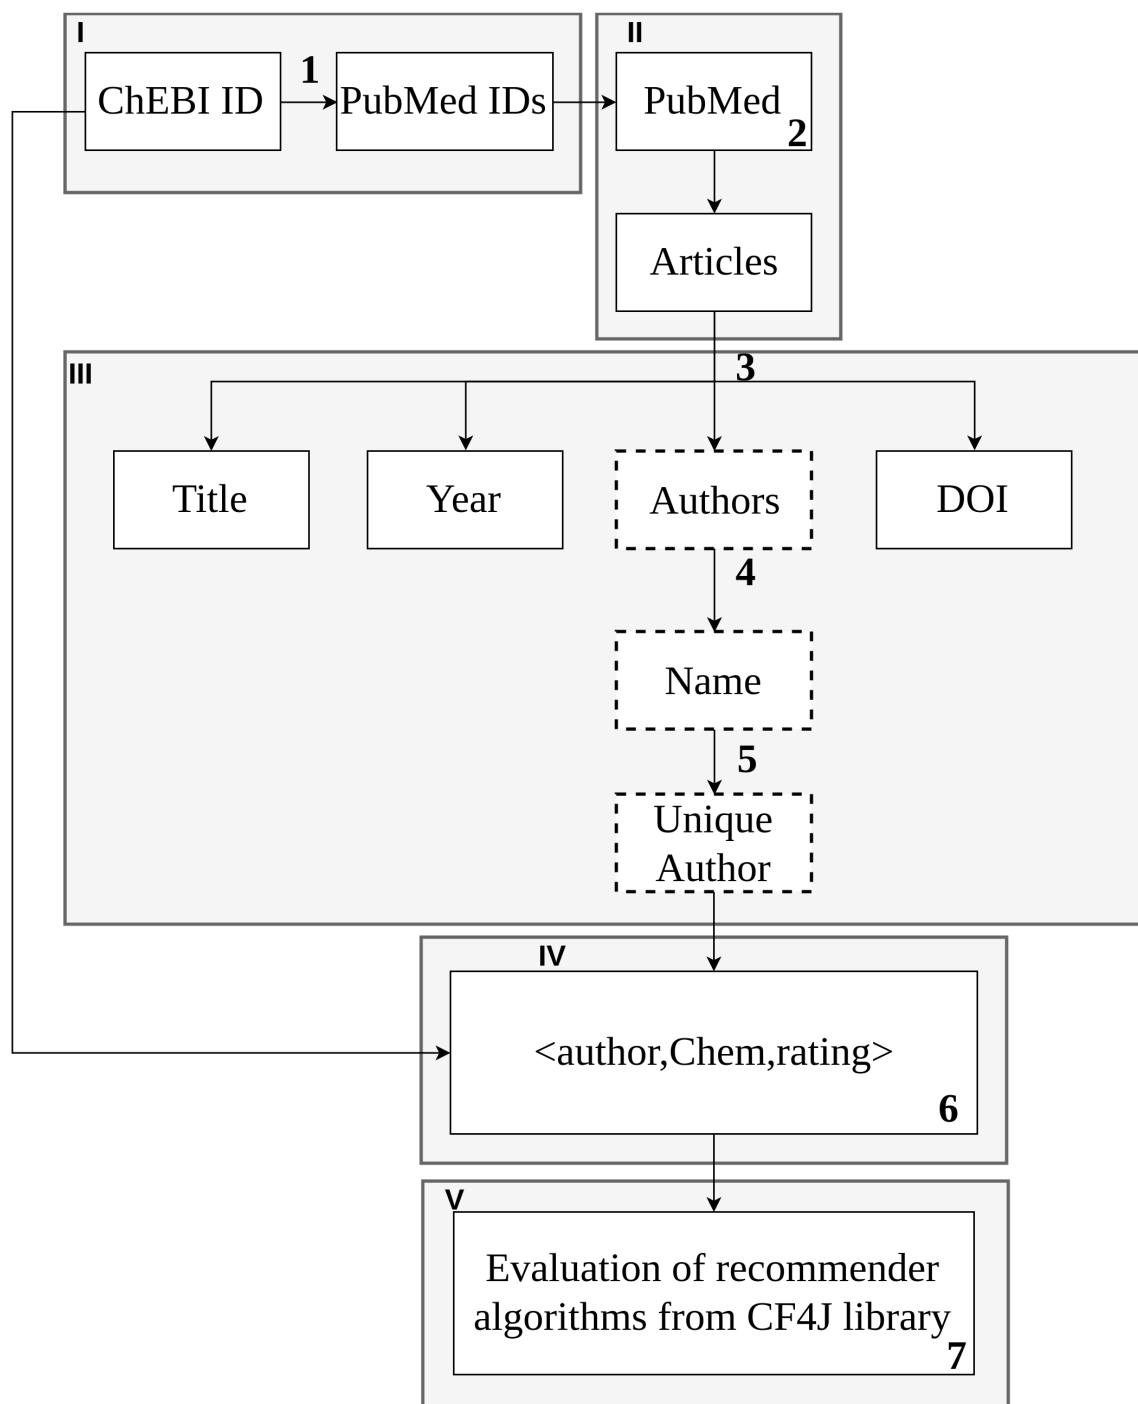 I
II
ChEBI ID
1
PubMed IDs
PubMed
2
Articles
3
III
Title
Year
Authors
DOI
4
Name
5
Unique
Author
IV
<author,Chem,rating>
6
V
Evaluation of recommender
algorithms from CF4J library
7